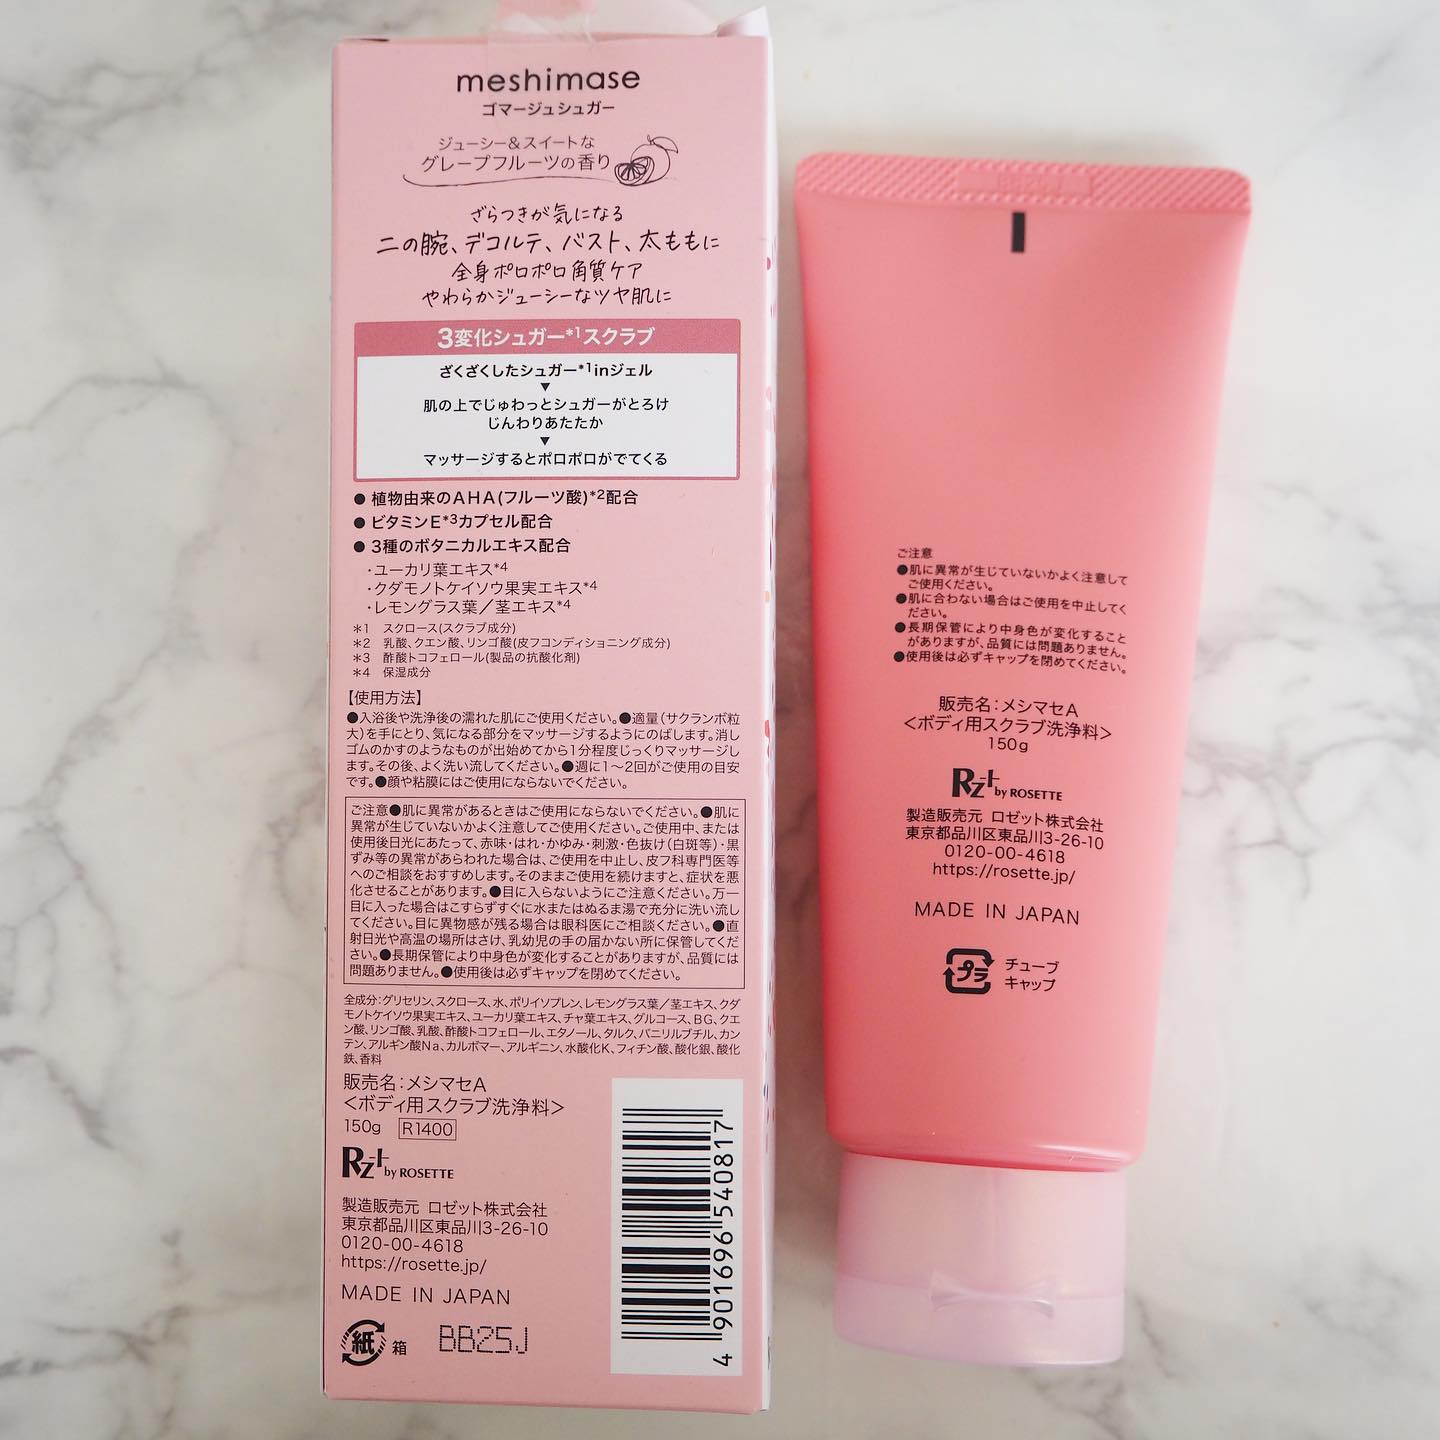 meshimase
ゴマージュシュガー
ジューシー&スイートな
グレープフルーツの香り
ざらつきが気になる
二の腕、デコルテ、バスト、太ももに
全身ポロポロ角質ケア
やわらかジューシーなツヤ肌に
3変化シュガー*1スクラブ
ざくざくしたシュガー*1inジェル
▼
肌の上でじゅわっとシュガーがとろけ
じんわりあたたか
▼
マッサージするとポロポロがでてくる
●植物由来のAHA(フルーツ酸)*2配合
●ビタミンE*3カプセル配合
●3種のボタニカルエキス配合
・ユーカリ葉エキス*4
・クダモノトケイソウ果実エキス*4
・レモングラス葉/茎エキス*4
*1 スクロース(スクラブ成分)
*2 乳酸、クエン酸、リンゴ酸(皮フコンディショニング成分)
*3 酢酸トコフェロール(製品の抗酸化剤)
*4 保湿成分
【使用方法】
●入浴後や洗浄後の濡れた肌にご使用ください。●適量(サクランボ粒
大)を手にとり、気になる部分をマッサージするようにのばします。消し
ゴムのかすのようなものが出始めてから1分程度じっくりマッサージし
ます。その後、よく洗い流してください。●週に1〜2回がご使用の目安
です。●顔や粘膜にはご使用にならないでください。
ご注意●肌に異常があるときはご使用にならないでください。●肌に
異常が生じていないかよく注意してご使用ください。ご使用中、または
使用後日光にあたって、赤味・はれ・かゆみ・刺激・色抜け(白斑等)・黒
ずみ等の異常があらわれた場合は、ご使用を中止し、皮フ科専門医等
へのご相談をおすすめします。そのままご使用を続けますと、症状を悪
化させることがあります。●目に入らないようにご注意ください。万一
目に入った場合はこすらずすぐに水またはぬるま湯で充分に洗い流し
てください。目に異物感が残る場合は眼科医にご相談ください。●直
射日光や高温の場所はさけ、乳幼児の手の届かない所に保管してくだ
さい。●長期保管により中身色が変化することがありますが、品質には
問題ありません。●使用後は必ずキャップを閉めてください。
全成分:グリセリン、スクロース、水、ポリイソプレン、レモングラス葉/茎エキス、クダ
モノトケイソウ果実エキス、ユーカリ葉エキス、チャ葉エキス、グルコース、BG、クエ
ン酸、リンゴ酸、乳酸、酢酸トコフェロール、エタノール、タルク、バニリルブチル、カン
テン、アルギン酸Na、カルボマー、アルギニン、水酸化K、フィチン酸、酸化銀、酸化
鉄、香料
販売名:メシマセA
<ボディ用スクラブ洗浄料>
150g R1400
Rz+ by ROSETTE
製造販売元 ロゼット株式会社
東京都品川区東品川3-26-10
0120-00-4618
https://rosette.jp/
MADE IN JAPAN
紙 箱 BB25J
4 901696 540817
ご注意
●肌に異常が生じていないかよく注意して
ご使用ください。
●肌に合わない場合はご使用を中止してく
ださい。
●長期保管により中身色が変化すること
がありますが、品質には問題ありません。
●使用後は必ずキャップを閉めてください。
販売名:メシマセA
<ボディ用スクラブ洗浄料>
150g
Rz+ by ROSETTE
製造販売元 ロゼット株式会社
東京都品川区東品川3-26-10
0120-00-4618
https://rosette.jp/
MADE IN JAPAN
プラ チューブ
キャップ